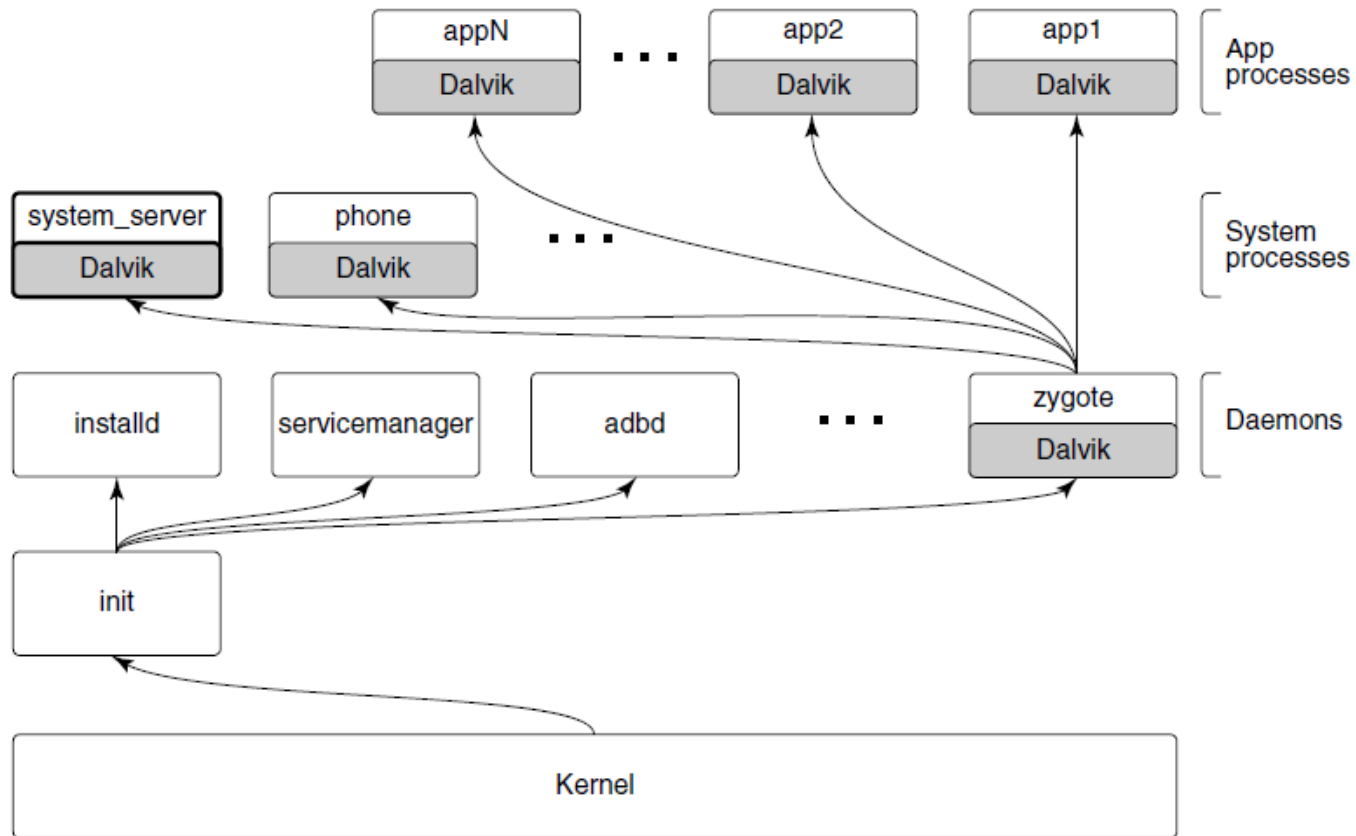 appN
app2
app1
App
processes
Dalvik
Dalvik
Dalvik
system_server
phone
System
processes
Dalvik
Dalvik
installd
servicemanager
adbd
zygote
Daemons
Dalvik
init
Kernel